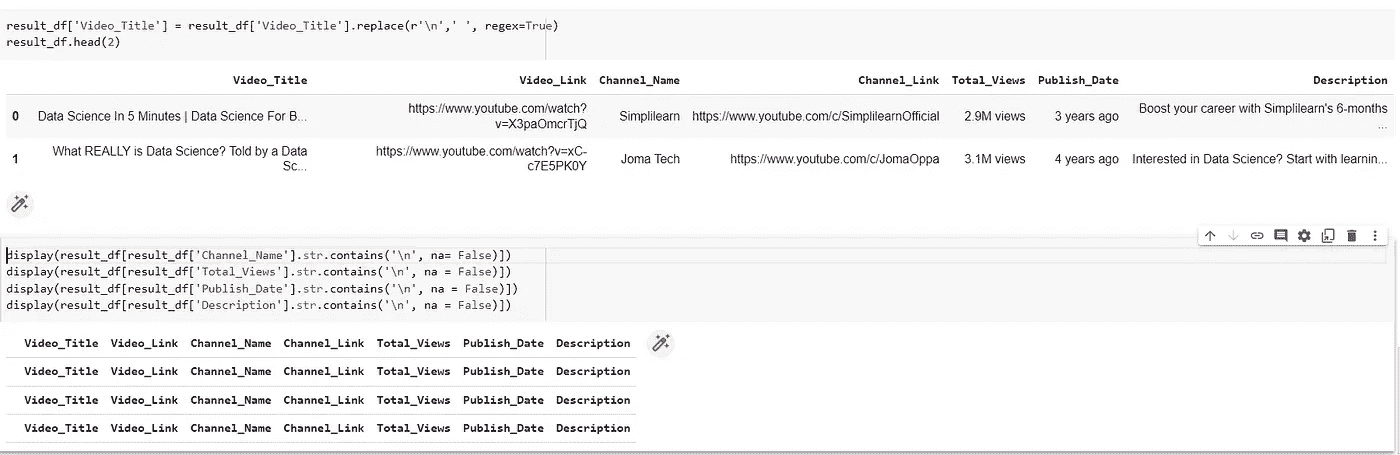 result_df['Video_Title'] = result_df['Video_Title'].replace(r'\n',' ', regex=True)
result_df.head(2)
Video_Title Video_Link Channel_Name Channel_Link Total_Views Publish_Date Description
0 Data Science In 5 Minutes | Data Science For B... https://www.youtube.com/watch?v=X3paOmcrTjQ Simplilearn https://www.youtube.com/c/SimplilearnOfficial 2.9M views 3 years ago Boost your career with Simplilearn's 6-months ...
1 What REALLY is Data Science? Told by a Data Sc... https://www.youtube.com/watch?v=xC-c7E5PK0Y Joma Tech https://www.youtube.com/c/JomaOppa 3.1M views 4 years ago Interested in Data Science? Start with learnin...
display(result_df[result_df['Channel_Name'].str.contains('\n', na= False)])
display(result_df[result_df['Total_Views'].str.contains('\n', na = False)])
display(result_df[result_df['Publish_Date'].str.contains('\n', na = False)])
display(result_df[result_df['Description'].str.contains('\n', na = False)])
Video_Title Video_Link Channel_Name Channel_Link Total_Views Publish_Date Description
Video_Title Video_Link Channel_Name Channel_Link Total_Views Publish_Date Description
Video_Title Video_Link Channel_Name Channel_Link Total_Views Publish_Date Description
Video_Title Video_Link Channel_Name Channel_Link Total_Views Publish_Date Description